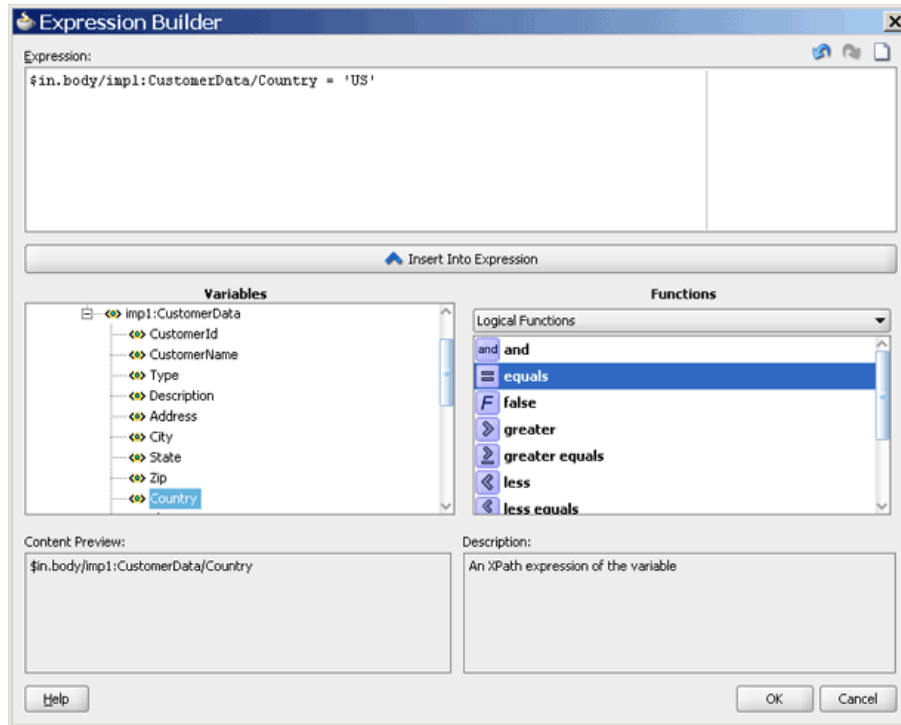 Expression Builder
Expression:
$in.body/imp1:CustomerData/Country = 'US'
Insert Into Expression
Variables
imp1:CustomerData
CustomerId
CustomerName
Type
Description
Address
City
State
Zip
Country
Functions
Logical Functions
and and
= equals
F false
greater
greater equals
less
less equals
Content Preview:
$in.body/imp1:CustomerData/Country
Description:
An XPath expression of the variable
Help
OK
Cancel